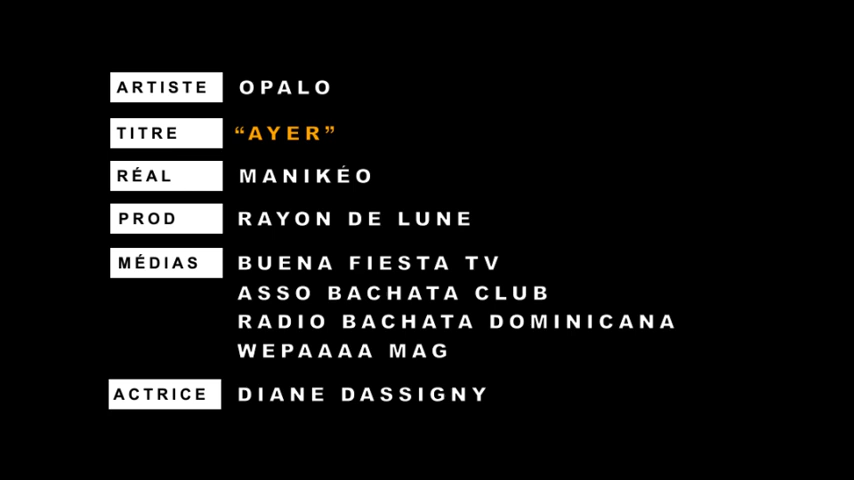 ARTISTE OPALO
TITRE “AYER”
RÉAL MANIKÉO
PROD RAYON DE LUNE
MÉDIAS BUENA FIESTA TV
ASSO BACHATA CLUB
RADIO BACHATA DOMINICANA
WEPAAAA MAG
ACTRICE DIANE DASSIGNY